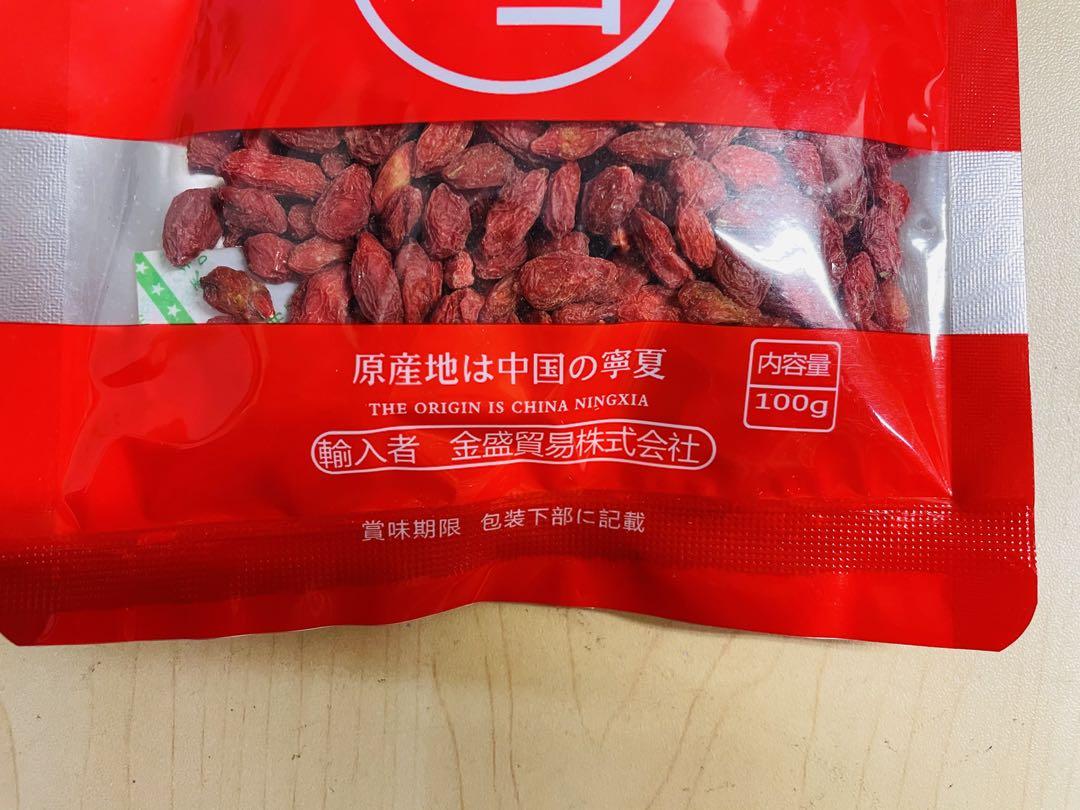 原産地は中国の寧夏
THE ORIGIN IS CHINA NINGXIA
内容量
100g
輸入者 金盛貿易株式会社
賞味期限 包装下部に記載